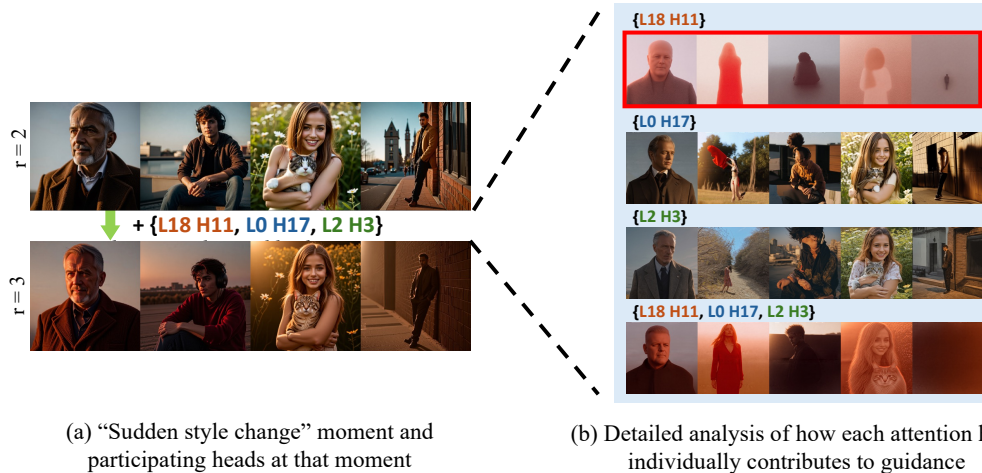 {L18 H11}
r = 2
{L0 H17}
+ {L18 H11, L0 H17, L2 H3}
{L2 H3}
r = 3
{L18 H11, L0 H17, L2 H3}
(a) “Sudden style change” moment and
participating heads at that moment
(b) Detailed analysis of how each attention
individually contributes to guidance